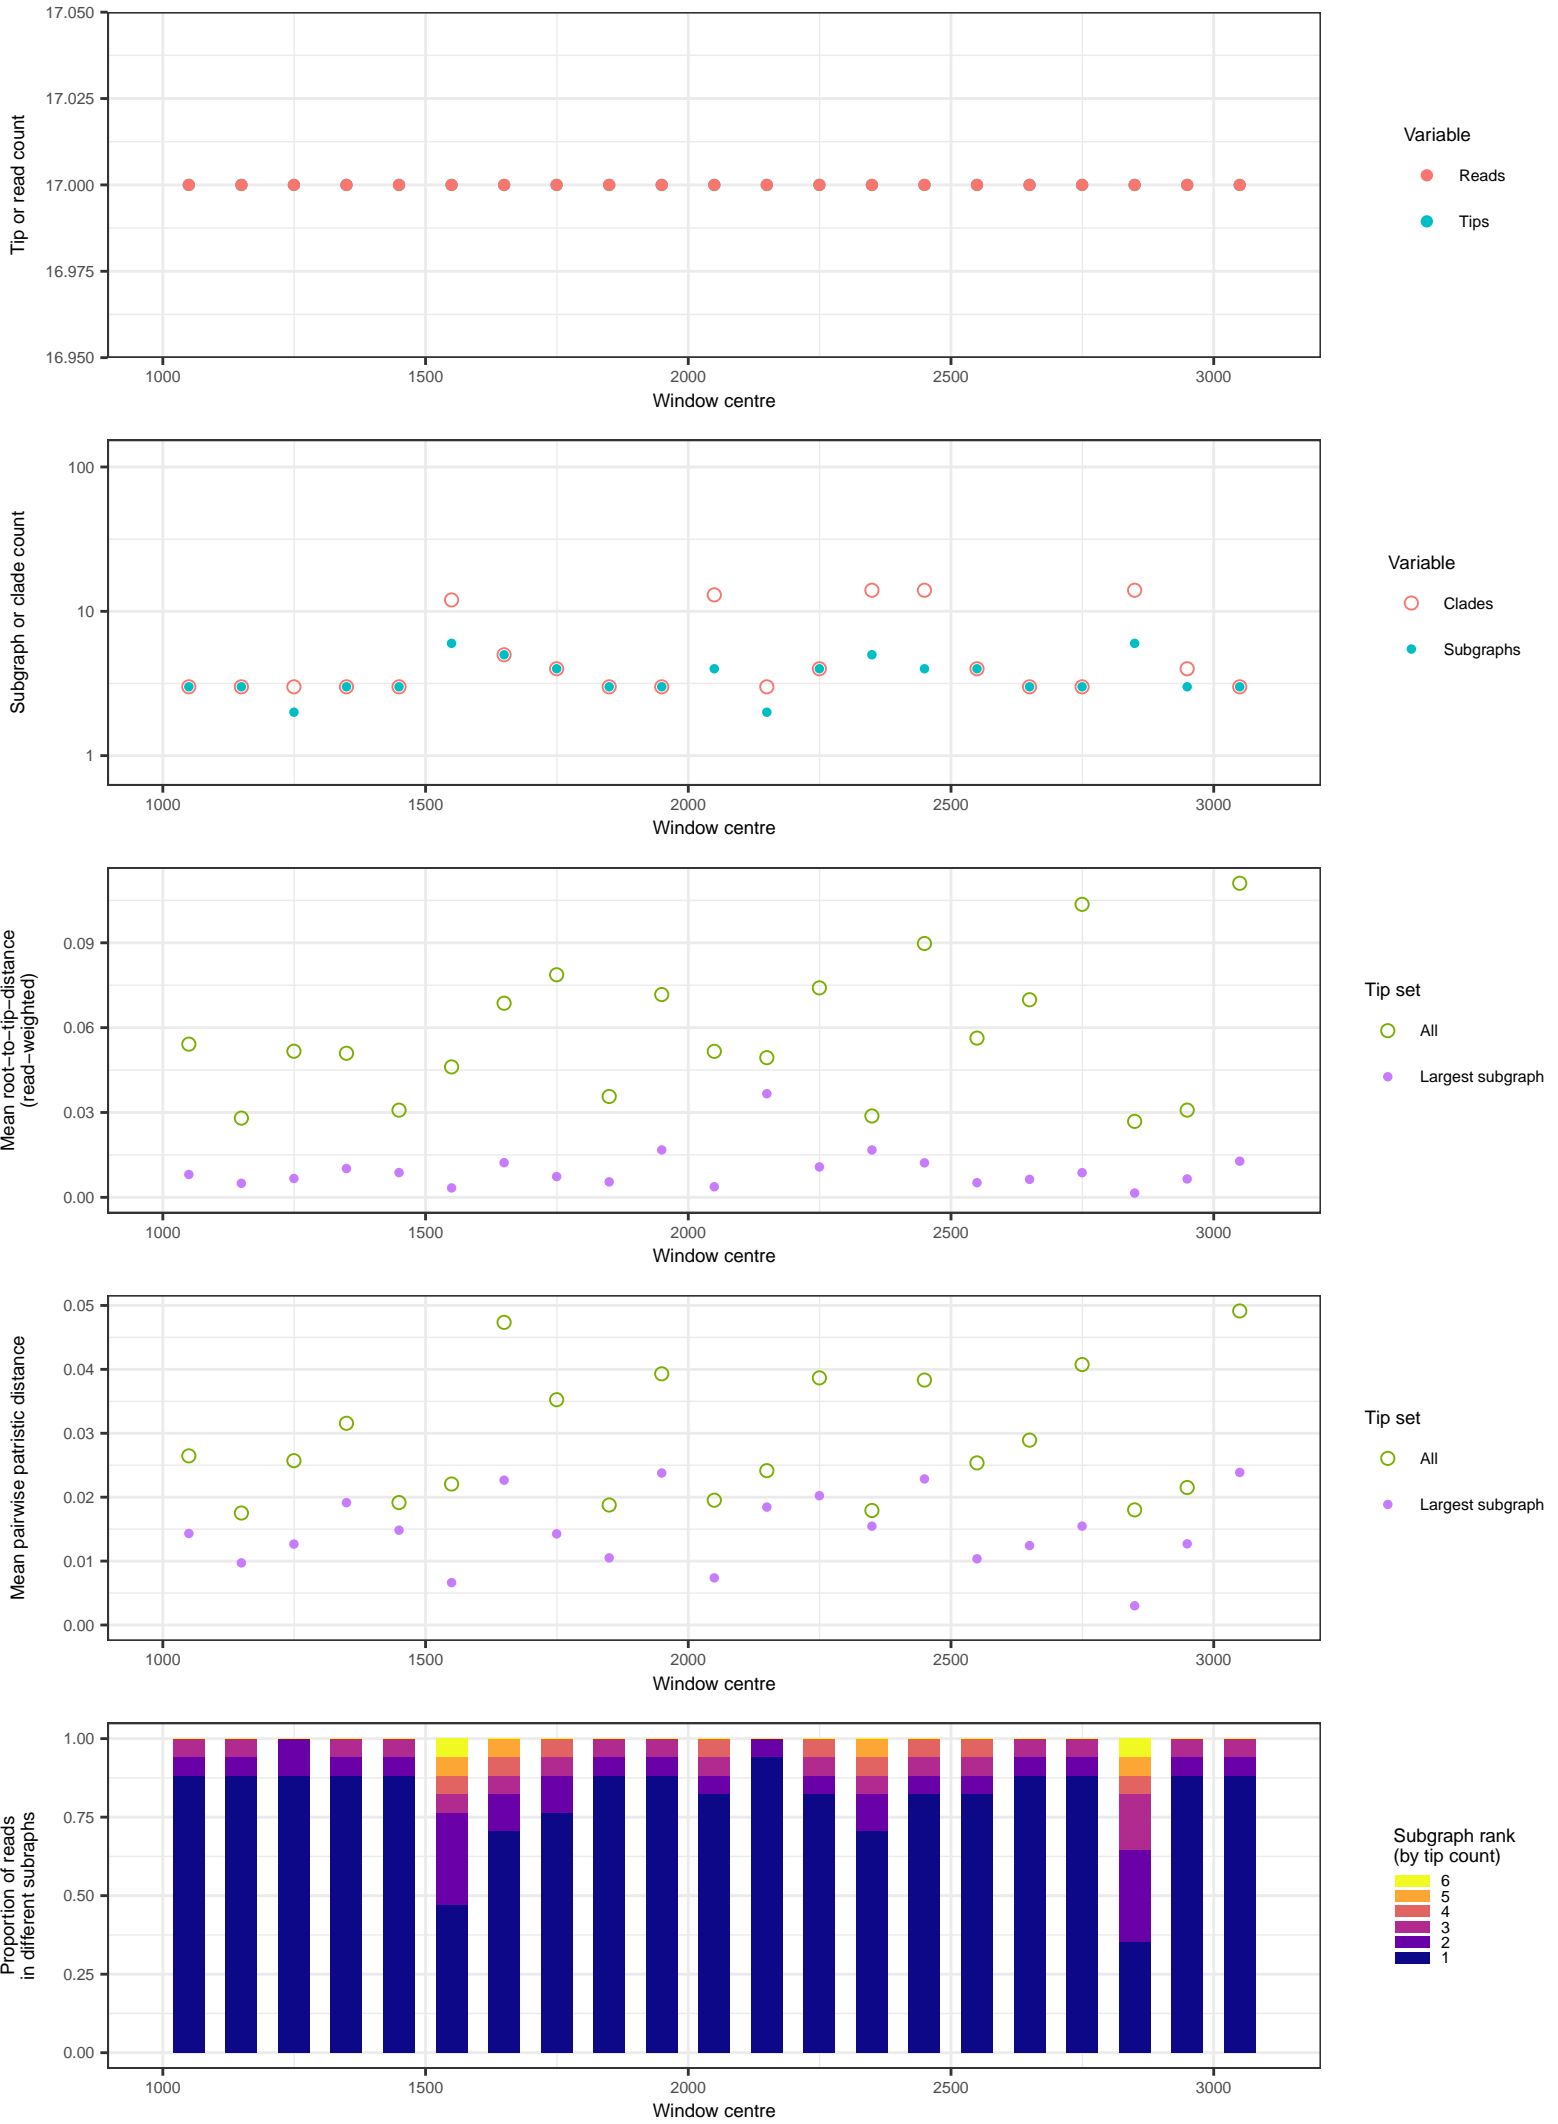 17.050
17.025
17.000
16.975
16.950
Tip or read count
1000 1500 2000 2500 3000
Window centre
Variable
Reads
Tips
100
10
1
Subgraph or clade count
1000 1500 2000 2500 3000
Window centre
Variable
Clades
Subgraphs
0.09
0.06
0.03
0.00
Mean root−to−tip−distance
(read−weighted)
1000 1500 2000 2500 3000
Window centre
Tip set
All
Largest subgraph
0.05
0.04
0.03
0.02
0.01
0.00
Mean pairwise patristic distance
1000 1500 2000 2500 3000
Window centre
Tip set
All
Largest subgraph
1.00
0.75
0.50
0.25
0.00
Proportion of reads
in different subraphs
1000 1500 2000 2500 3000
Window centre
Subgraph rank
(by tip count)
6
5
4
3
2
1